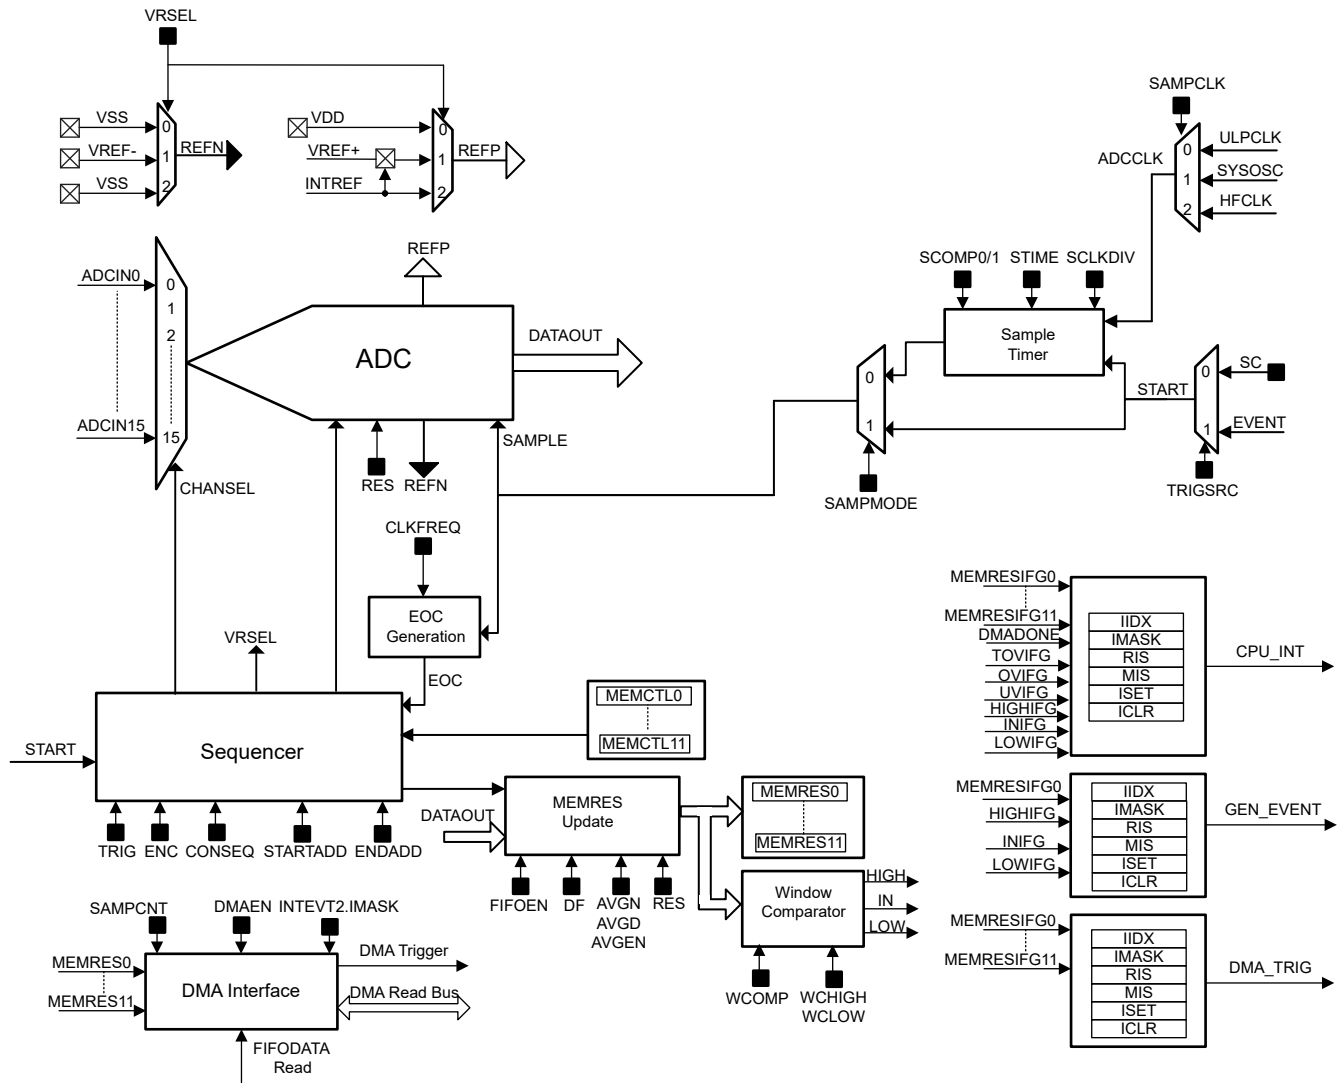 VRSEL
VSS
VREF-
VSS
0
1
2
REFN
VDD
VREF+
INTREF
0
1
2
REFP
SAMPCLK
ADCCLK
0
1
2
ULPCLK
SYSOSC
HFCLK
ADCIN0
ADCIN15
0
1
2
15
CHANSEL
REFP
ADC
DATAOUT
SAMPLE
RES
REFN
SCOMP0/1
STIME
SCLKDIV
Sample
Timer
0
1
SAMPMODE
START
0
1
SC
EVENT
TRIGSRC
CLKFREQ
EOC
Generation
EOC
VRSEL
START
Sequencer
MEMCTL0
MEMCTL11
TRIG
ENC
CONSEQ
STARTADD
ENDADD
DATAOUT
MEMRES
Update
FIFOEN
DF
AVGN
AVGD
AVGEN
RES
MEMRES0
MEMRES11
Window
Comparator
HIGH
IN
LOW
WCOMP
WCHIGH
WCLOW
SAMPCNT
DMAEN
INTEVT2.IMASK
MEMRES0
MEMRES11
DMA Interface
DMA Trigger
DMA Read Bus
FIFODATA
Read
MEMRESIFG0
MEMRESIFG11
DMADONE
TOVIFG
OVIFG
UVIFG
HIGHIFG
INIFG
LOWIFG
IIDX
IMASK
RIS
MIS
ISET
ICLR
CPU_INT
MEMRESIFG0
HIGHIFG
INIFG
LOWIFG
IIDX
IMASK
RIS
MIS
ISET
ICLR
GEN_EVENT
MEMRESIFG0
MEMRESIFG11
IIDX
IMASK
RIS
MIS
ISET
ICLR
DMA_TRIG